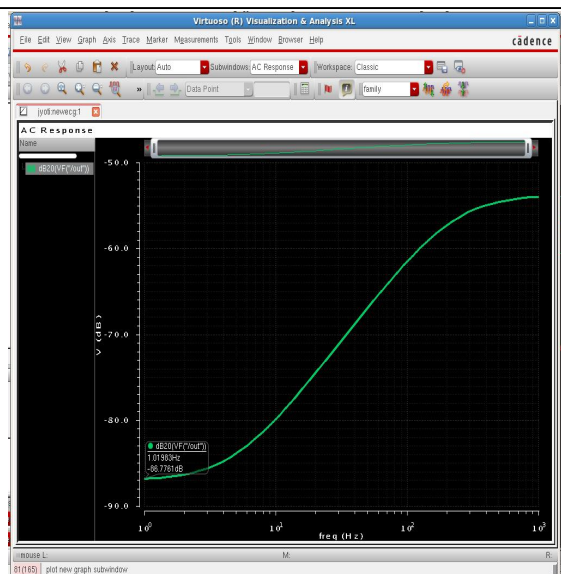 Virtuoso (R) Visualization & Analysis XL
File Edit View Graph Axis Trace Marker Measurements Tools Window Browser Help
cādence
Layout: Auto Subwindows: AC Response Workspace: Classic
» Data Point family
jyoti:newecg:1
AC Response
Name
dB20(VF("/out"))
-50.0
-60.0
-70.0
-80.0
-90.0
V (dB)
dB20(VF("/out"))
1.01983Hz
-86.7761dB
10⁰ 10¹ 10² 10³
freq (Hz)
mouse L: M: R:
81(165) plot new graph subwindow